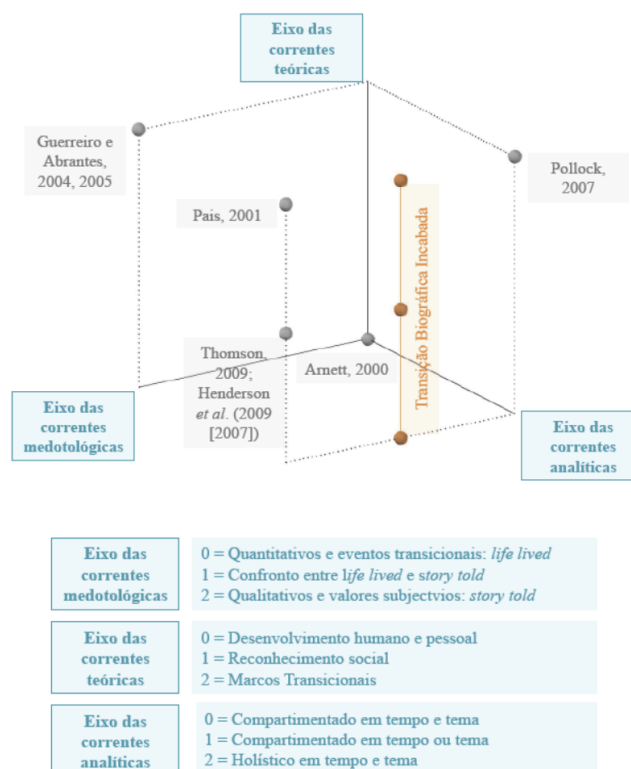 Eixo das
correntes
teóricas
Guerreiro e
Abrantes,
2004, 2005
Pais, 2001
Pollock,
2007
Transição Biográfica Incabada
Thomson,
2009;
Henderson
et al. (2009
[2007])
Arnett, 2000
Eixo das
correntes
medotológicas
Eixo das
correntes
analíticas
Eixo das
correntes
medotológicas
0 = Quantitativos e eventos transicionais: life lived
1 = Confronto entre life lived e story told
2 = Qualitativos e valores subjectvios: story told
Eixo das
correntes
teóricas
0 = Desenvolvimento humano e pessoal
1 = Reconhecimento social
2 = Marcos Transicionais
Eixo das
correntes
analíticas
0 = Compartimentado em tempo e tema
1 = Compartimentado em tempo ou tema
2 = Holístico em tempo e tema